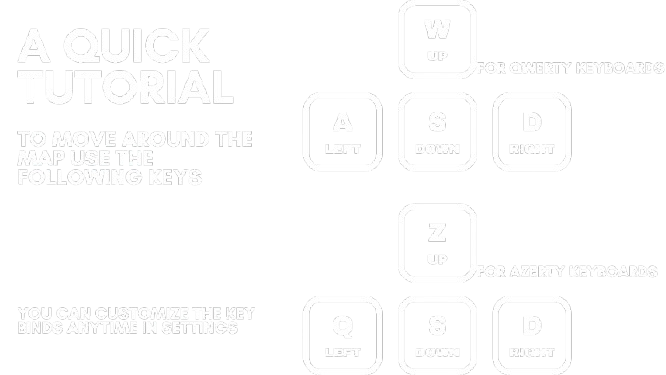 A QUICK
TUTORIAL
TO MOVE AROUND THE
MAP USE THE
FOLLOWING KEYS
W
UP
FOR QWERTY KEYBOARDS
A
LEFT
S
DOWN
D
RIGHT
Z
UP
FOR AZERTY KEYBOARDS
Q
LEFT
S
DOWN
D
RIGHT
YOU CAN CUSTOMIZE THE KEY
BINDS ANYTIME IN SETTINGS